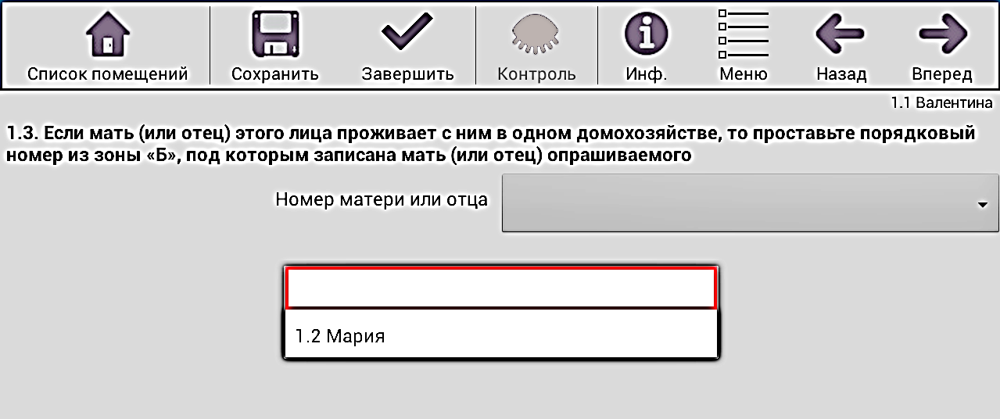 Список помещений
Сохранить
Завершить
Контроль
Инф.
Меню
Назад
Вперед
1.1 Валентина
1.3. Если мать (или отец) этого лица проживает с ним в одном домохозяйстве, то проставьте порядковый
номер из зоны «Б», под которым записана мать (или отец) опрашиваемого
Номер матери или отца
1.2 Мария